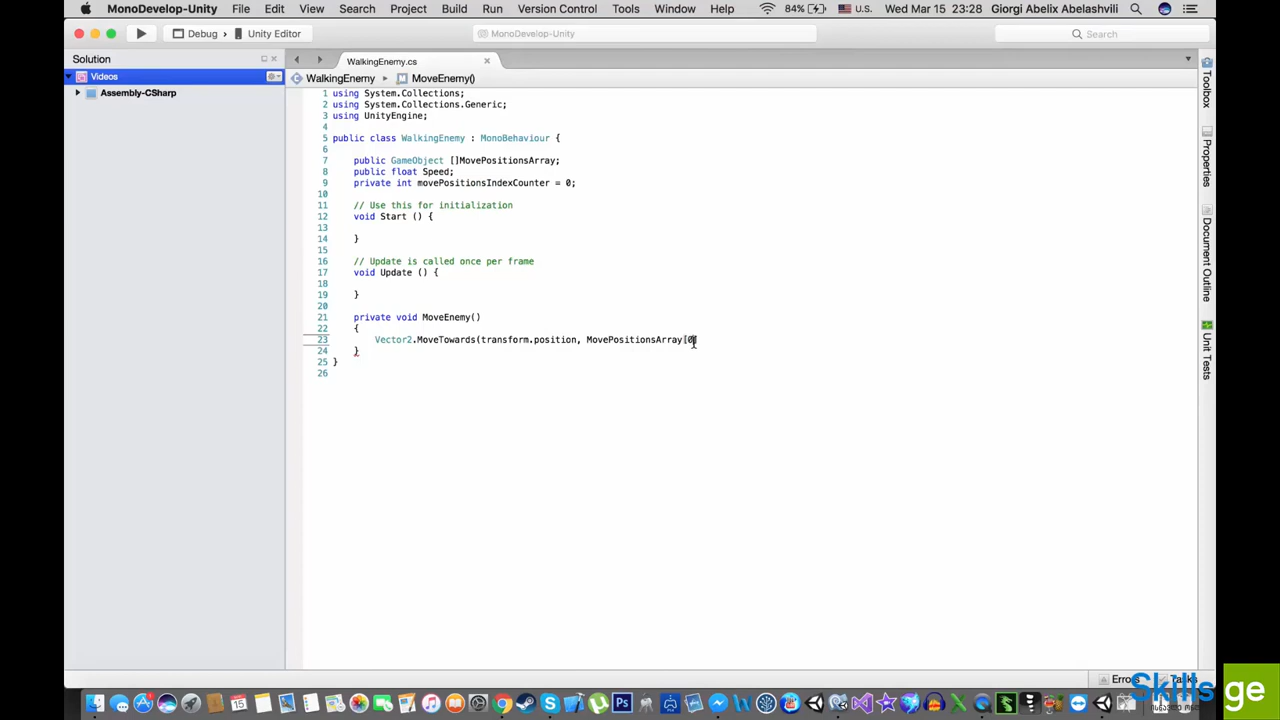 MonoDevelop-Unity File Edit View Search Project Build Run Version Control Tools Window Help 84% U.S. Wed Mar 15 23:28 Giorgi Abelix Abelashvili
Debug Unity Editor MonoDevelop-Unity Search
Solution
Videos
Assembly-CSharp
WalkingEnemy.cs
WalkingEnemy MoveEnemy()
1 using System.Collections;
2 using System.Collections.Generic;
3 using UnityEngine;
4
5 public class WalkingEnemy : MonoBehaviour {
6
7 public GameObject []MovePositionsArray;
8 public float Speed;
9 private int movePositionsIndexCounter = 0;
10
11 // Use this for initialization
12 void Start () {
13
14 }
15
16 // Update is called once per frame
17 void Update () {
18
19 }
20
21 private void MoveEnemy()
22 {
23 Vector2.MoveTowards(transform.position, MovePositionsArray[0
24 }
25 }
26
Toolbox
Properties
Document Outline
Unit Tests
Tasks
15
Ps
Skills ge